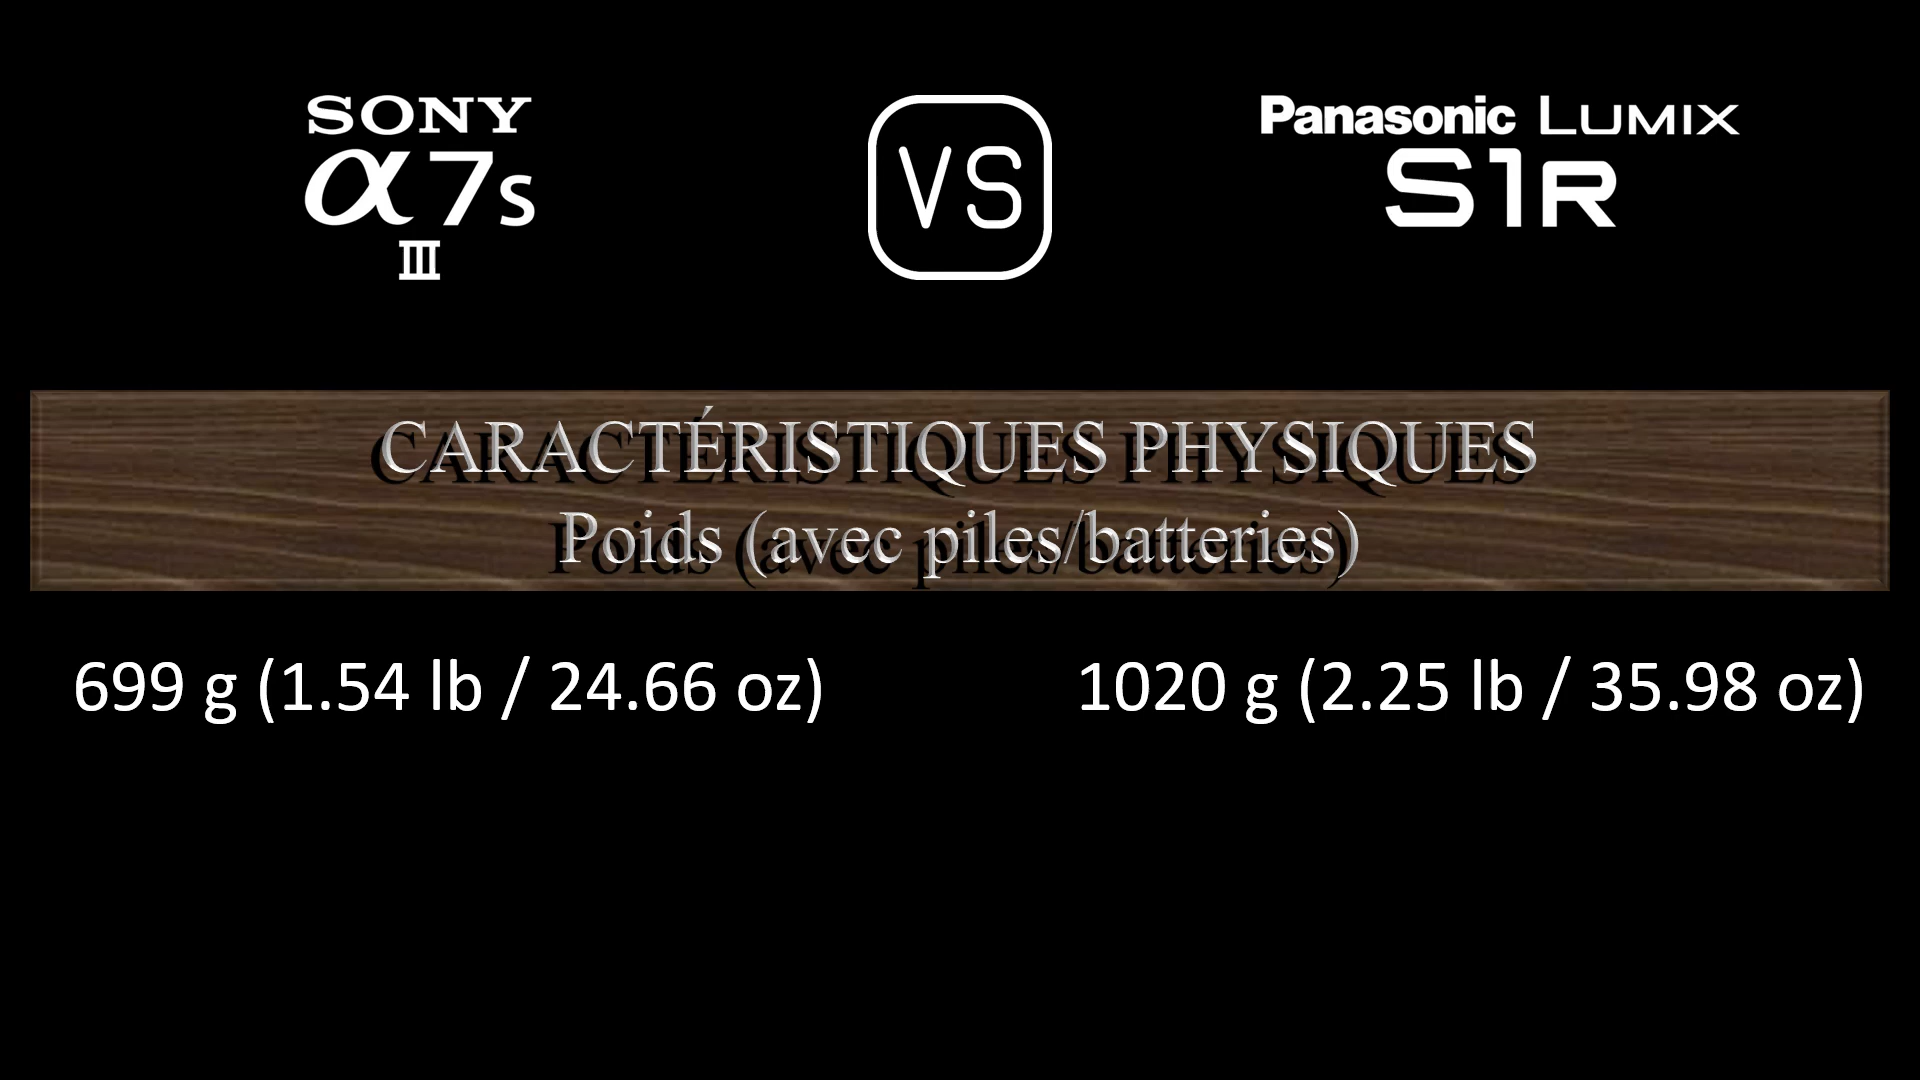 SONY
α7s
III
VS
Panasonic LUMIX
S1R
CARACTÉRISTIQUES PHYSIQUES
Poids (avec piles/batteries)
699 g (1.54 lb / 24.66 oz)
1020 g (2.25 lb / 35.98 oz)